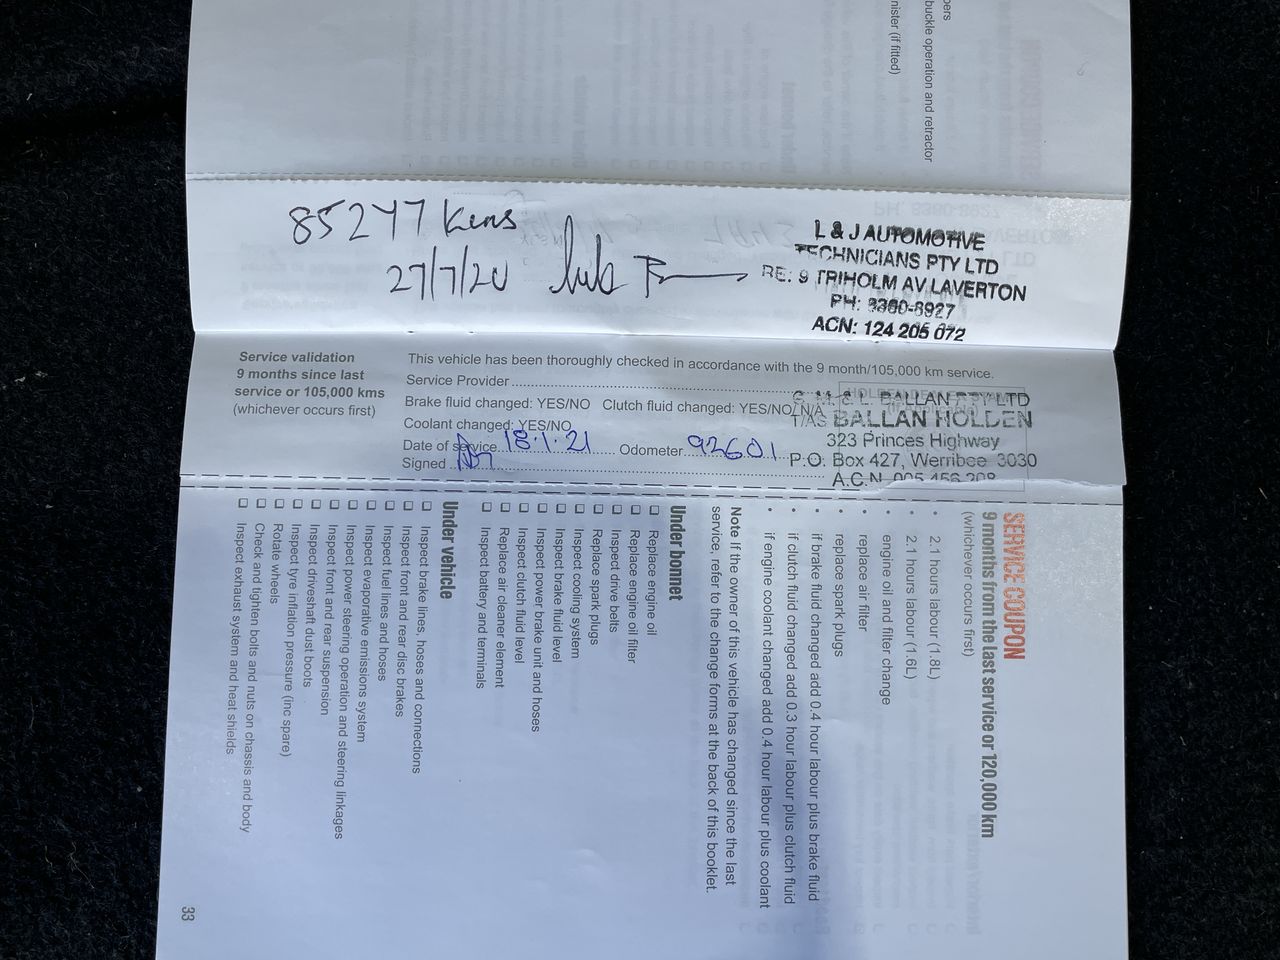 buckle operation and retractor
nister (if fitted)
85247 Kms
27/7/20
L & J AUTOMOTIVE
TECHNICIANS PTY LTD
RE: 9 TRIHOLM AV LAVERTON
PH: 8360-8927
ACN: 124 205 072
Service validation
9 months since last
service or 105,000 kms
(whichever occurs first)
This vehicle has been thoroughly checked in accordance with the 9 month/105,000 km service.
Service Provider
Brake fluid changed: YES/NO Clutch fluid changed: YES/NO/N/A
Coolant changed: YES/NO
Date of service 18.1.21 Odometer 92601
Signed
G. M. & L. BALLAN PTY LTD
T/AS BALLAN HOLDEN
323 Princes Highway
P.O. Box 427, Werribee 3030
A.C.N. 005 456 208
SERVICE COUPON
9 months from the last service or 120,000 km
(whichever occurs first)
• 2.1 hours labour (1.8L)
• 2.1 hours labour (1.6L)
• engine oil and filter change
• replace air filter
• replace spark plugs
• if brake fluid changed add 0.4 hour labour plus brake fluid
• if clutch fluid changed add 0.3 hour labour plus clutch fluid
• if engine coolant changed add 0.4 hour labour plus coolant
Note If the owner of this vehicle has changed since the last
service, refer to the change forms at the back of this booklet.
Under bonnet
Replace engine oil
Replace engine oil filter
Inspect drive belts
Replace spark plugs
Inspect cooling system
Inspect brake fluid level
Inspect power brake unit and hoses
Inspect clutch fluid level
Replace air cleaner element
Inspect battery and terminals
Under vehicle
Inspect brake lines, hoses and connections
Inspect front and rear disc brakes
Inspect fuel lines and hoses
Inspect evaporative emissions system
Inspect power steering operation and steering linkages
Inspect front and rear suspension
Inspect driveshaft dust boots
Inspect tyre inflation pressure (inc spare)
Rotate wheels
Check and tighten bolts and nuts on chassis and body
Inspect exhaust system and heat shields
33